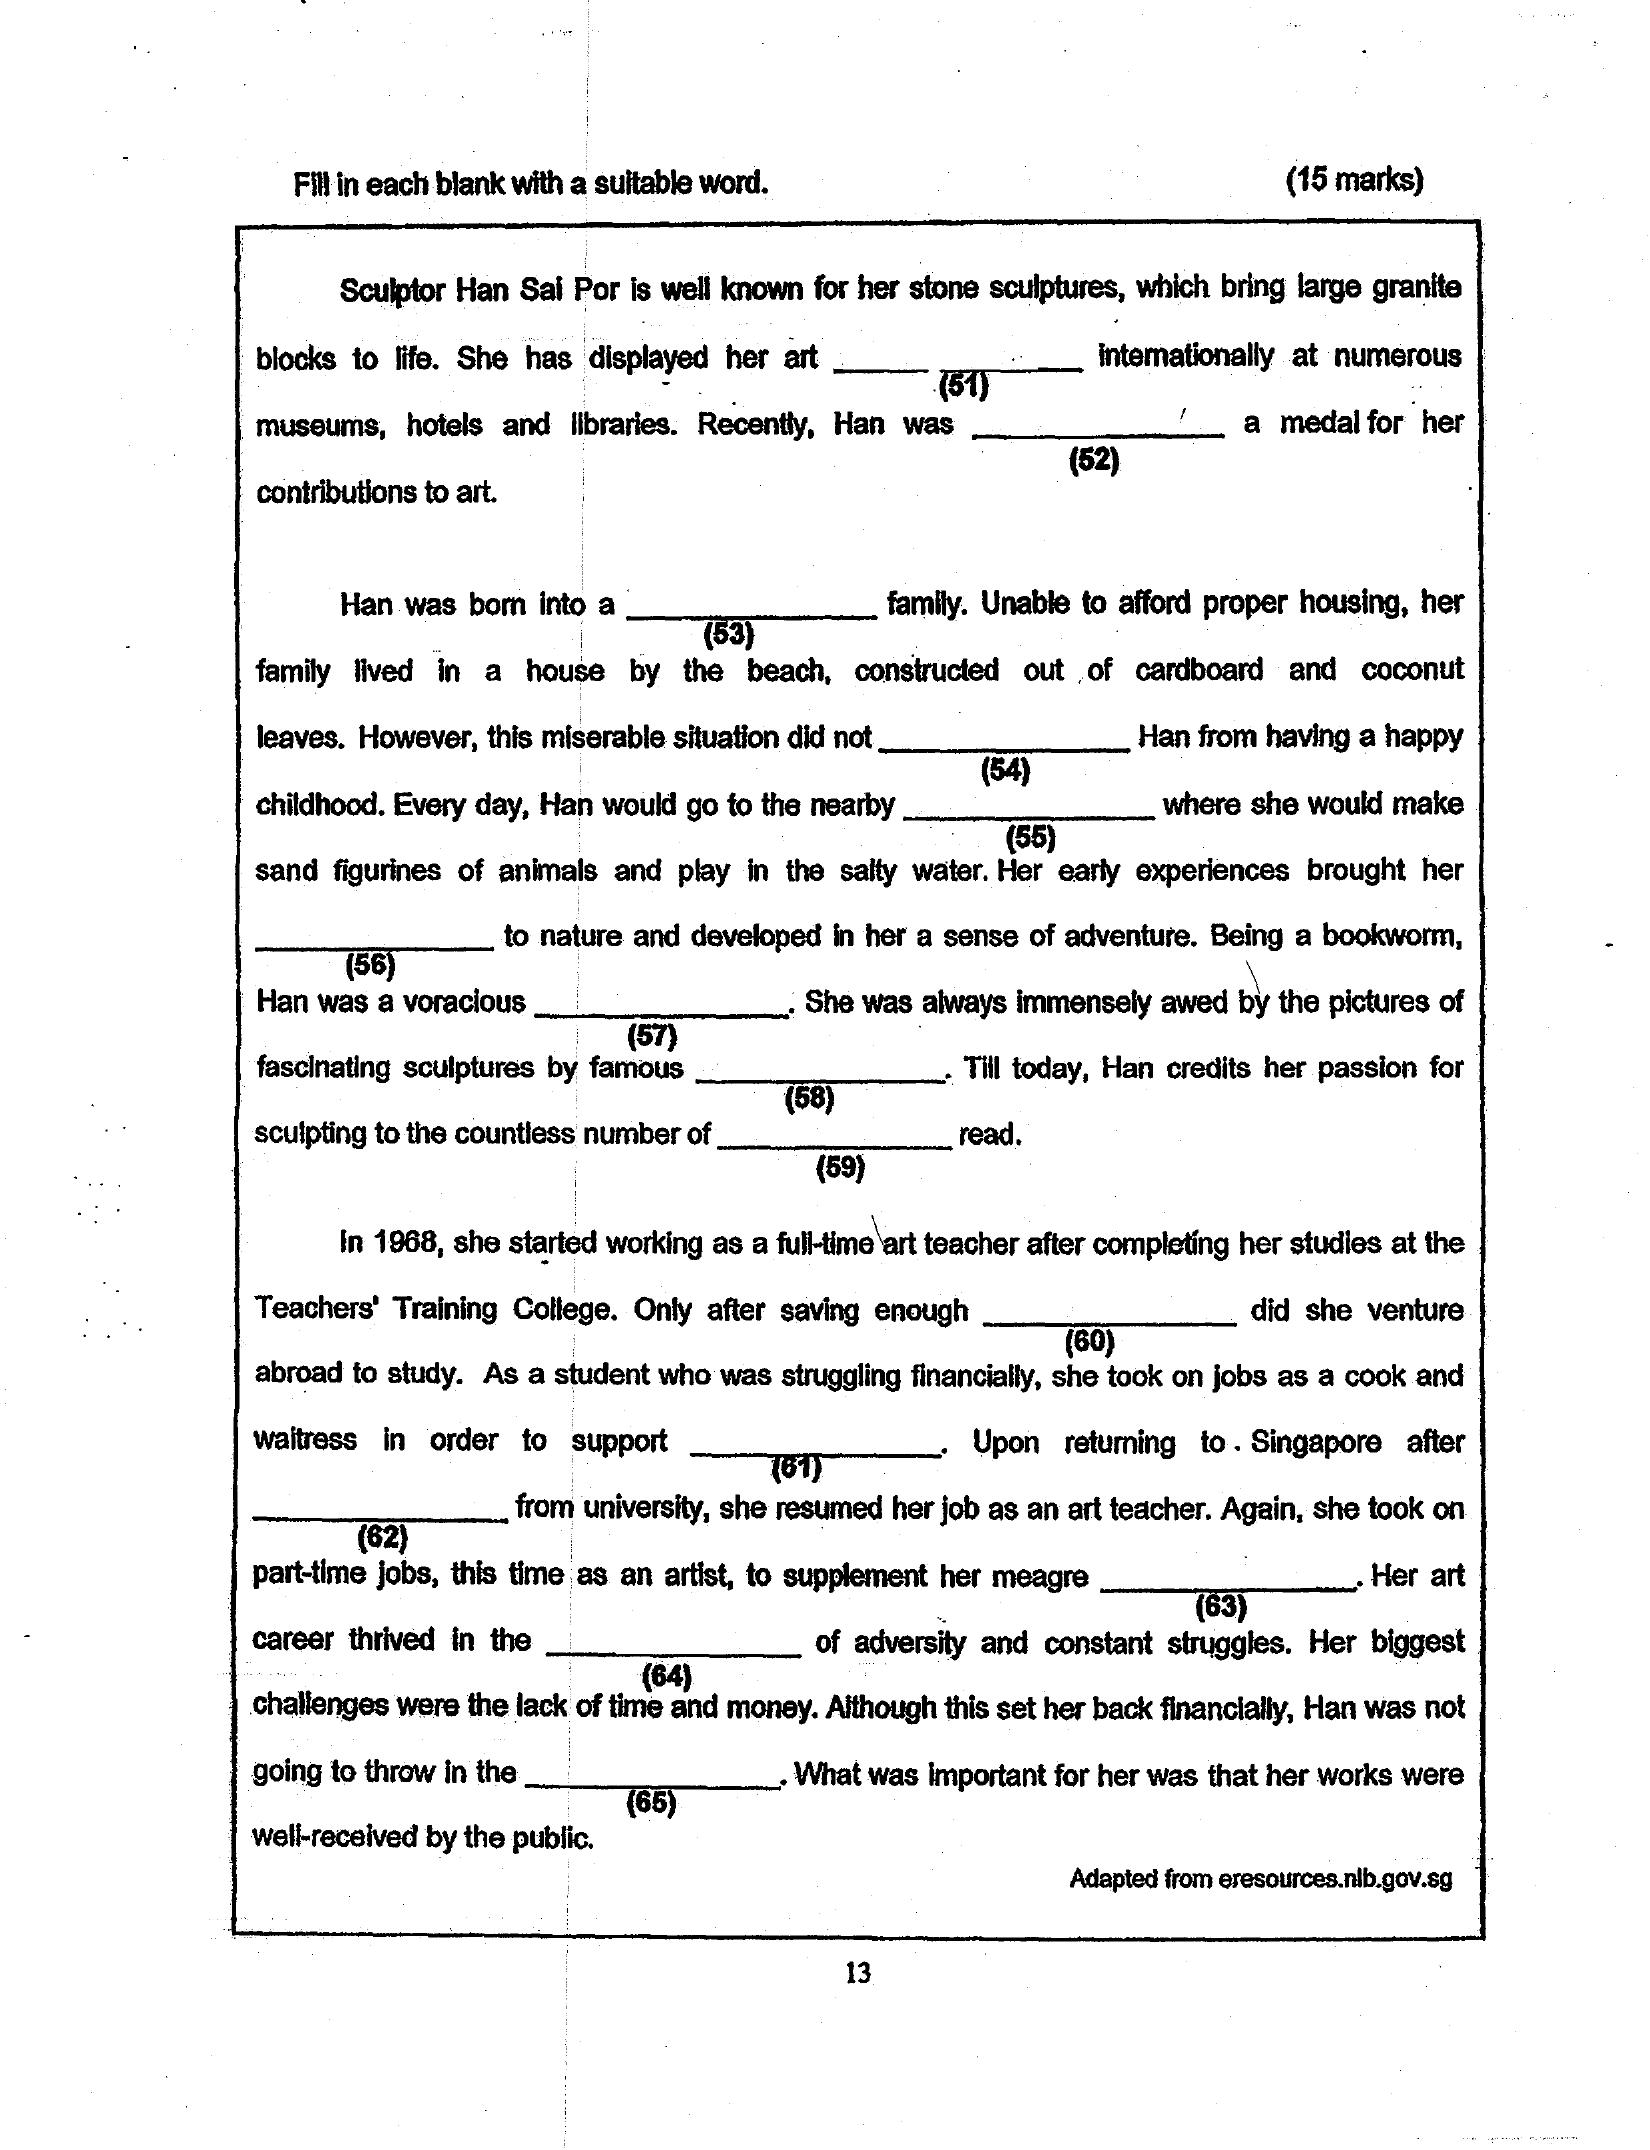 Fill in each blank with a suitable word. (15 marks)
Sculptor Han Sai Por is well known for her stone sculptures, which bring large granite
blocks to life. She has displayed her art ______ internationally at numerous
(51)
museums, hotels and libraries. Recently, Han was ______ a medal for her
(52)
contributions to art.
Han was born into a ______ family. Unable to afford proper housing, her
(53)
family lived in a house by the beach, constructed out of cardboard and coconut
leaves. However, this miserable situation did not ______ Han from having a happy
(54)
childhood. Every day, Han would go to the nearby ______ where she would make
(55)
sand figurines of animals and play in the salty water. Her early experiences brought her
______ to nature and developed in her a sense of adventure. Being a bookworm,
(56)
Han was a voracious ______. She was always immensely awed by the pictures of
(57)
fascinating sculptures by famous ______. Till today, Han credits her passion for
(58)
sculpting to the countless number of ______ read.
(59)
In 1968, she started working as a full-time art teacher after completing her studies at the
Teachers' Training College. Only after saving enough ______ did she venture
(60)
abroad to study. As a student who was struggling financially, she took on jobs as a cook and
waitress in order to support ______. Upon returning to Singapore after
(61)
______ from university, she resumed her job as an art teacher. Again, she took on
(62)
part-time jobs, this time as an artist, to supplement her meagre ______. Her art
(63)
career thrived in the ______ of adversity and constant struggles. Her biggest
(64)
challenges were the lack of time and money. Although this set her back financially, Han was not
going to throw in the ______. What was important for her was that her works were
(65)
well-received by the public.
Adapted from eresources.nlb.gov.sg
13